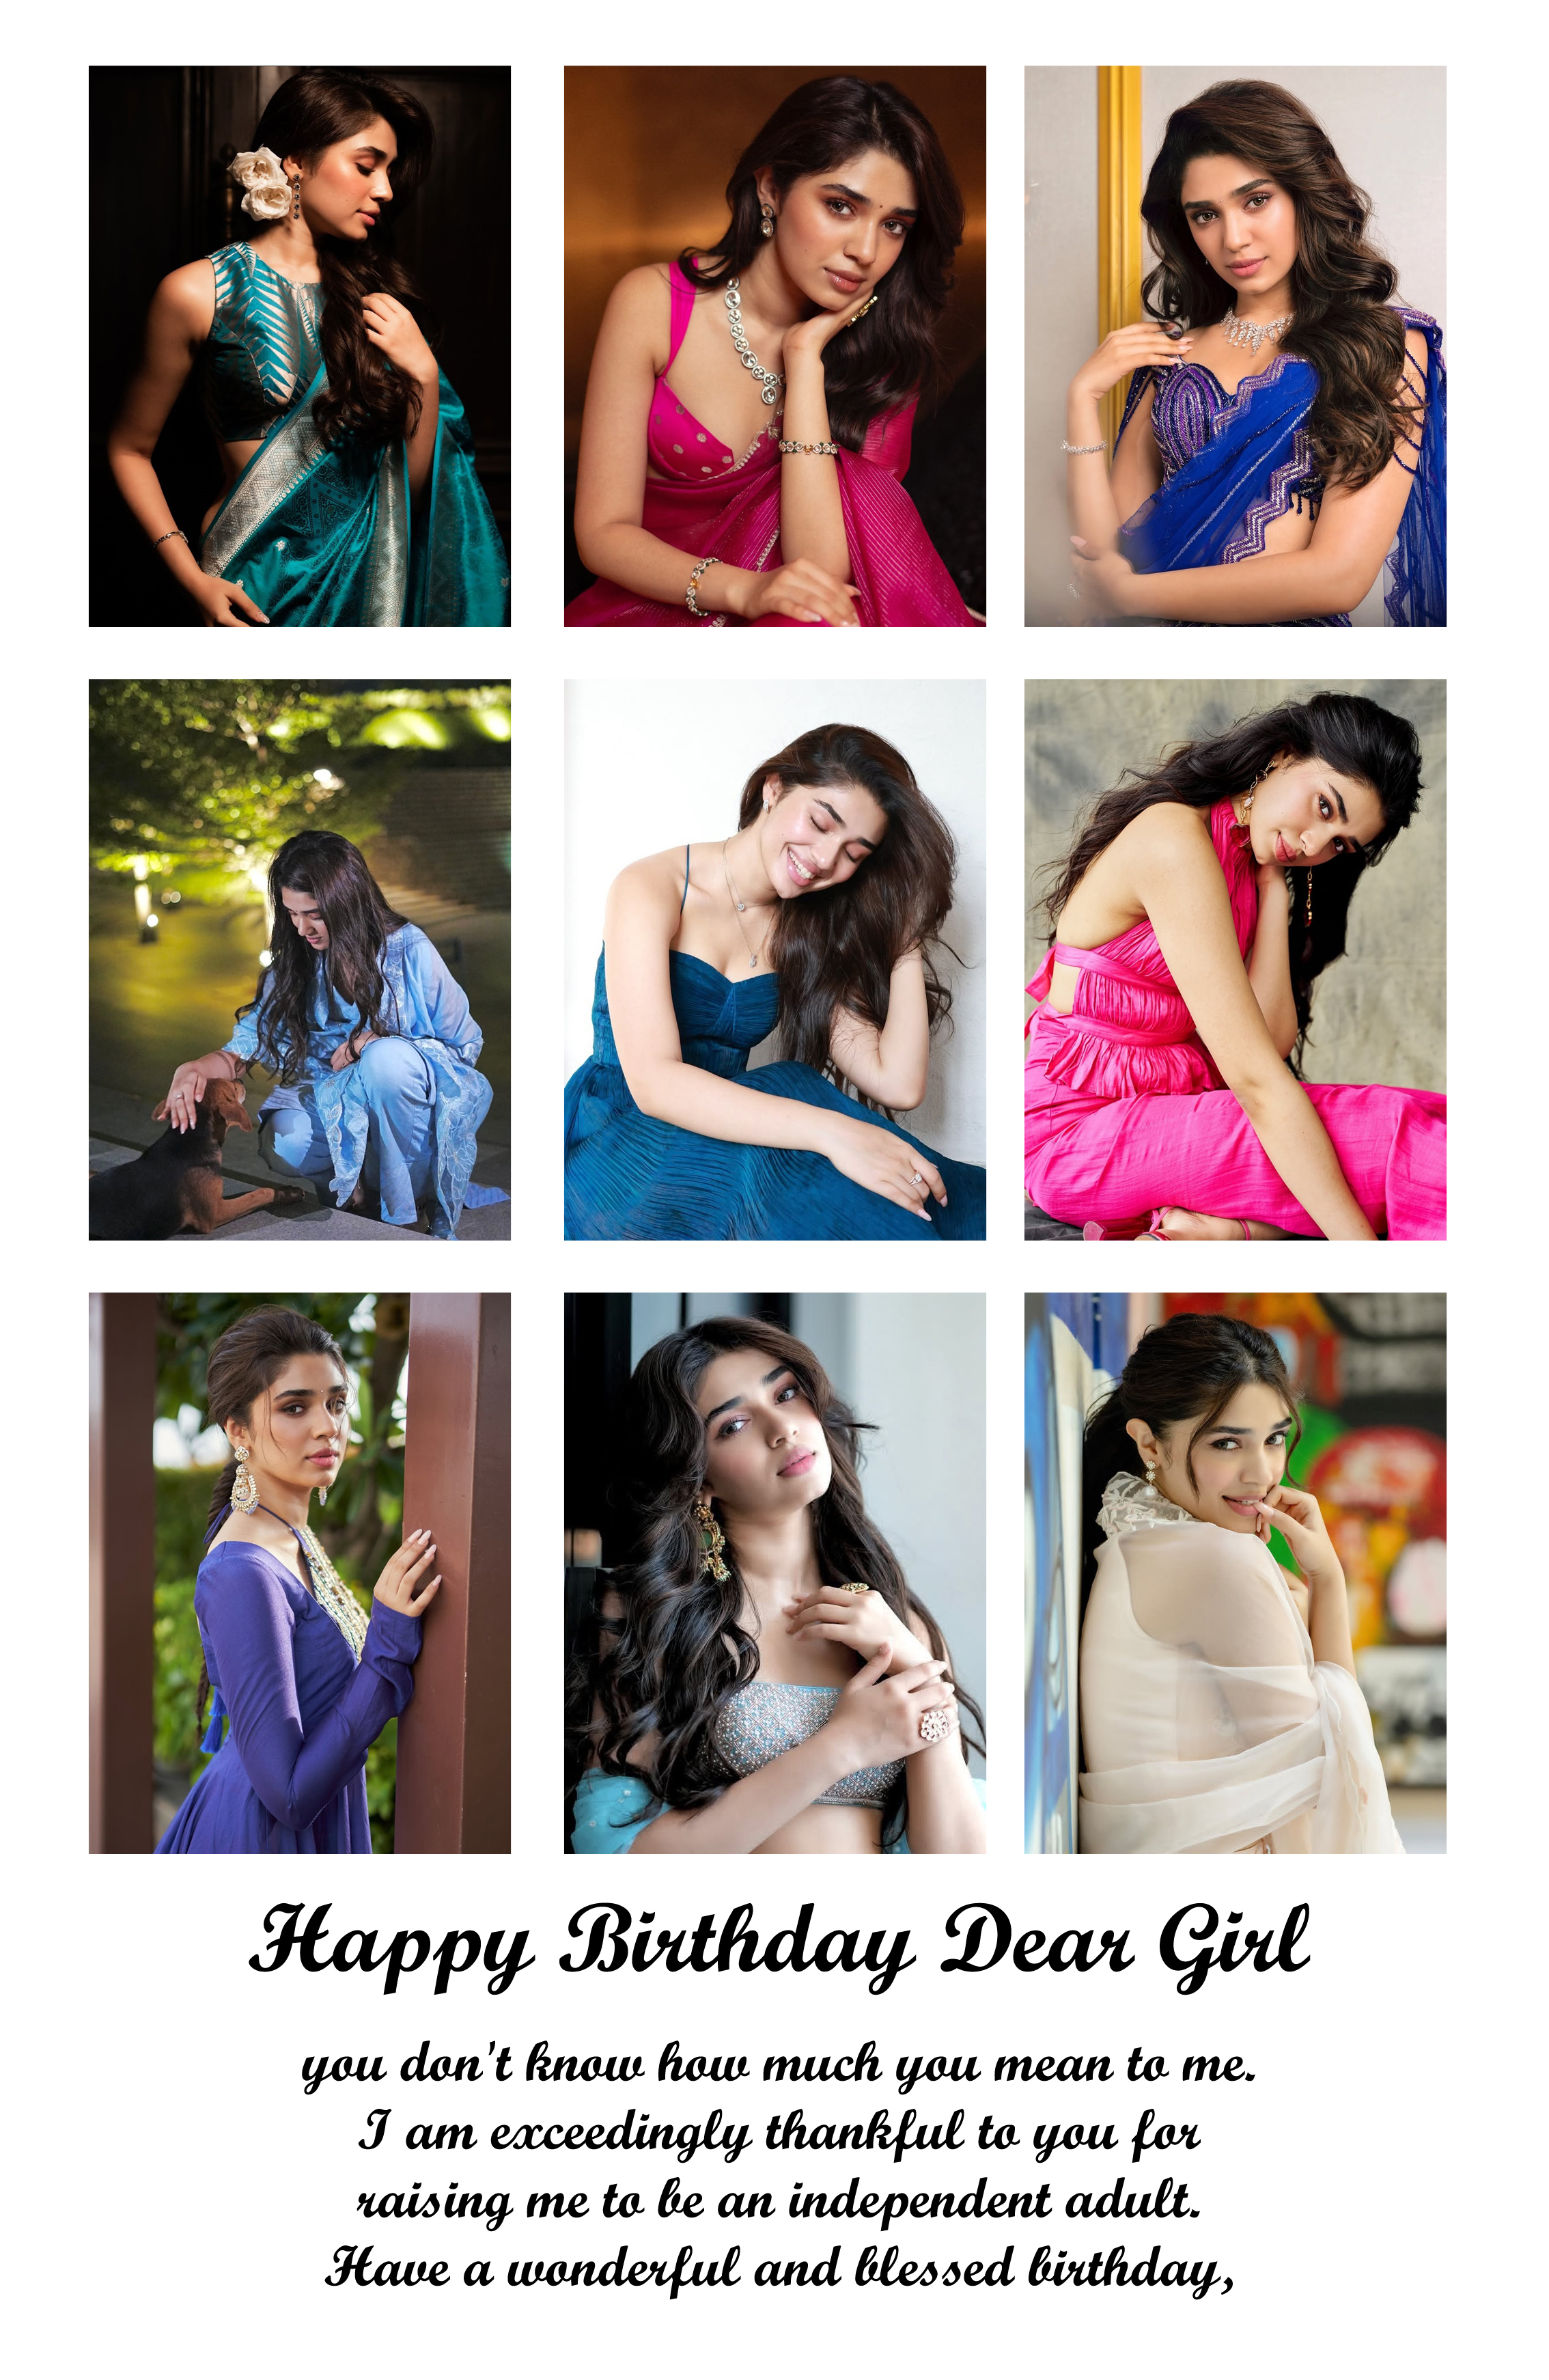 Happy Birthday Dear Girl
you don't know how much you mean to me.
I am exceedingly thankful to you for
raising me to be an independent adult.
Have a wonderful and blessed birthday,